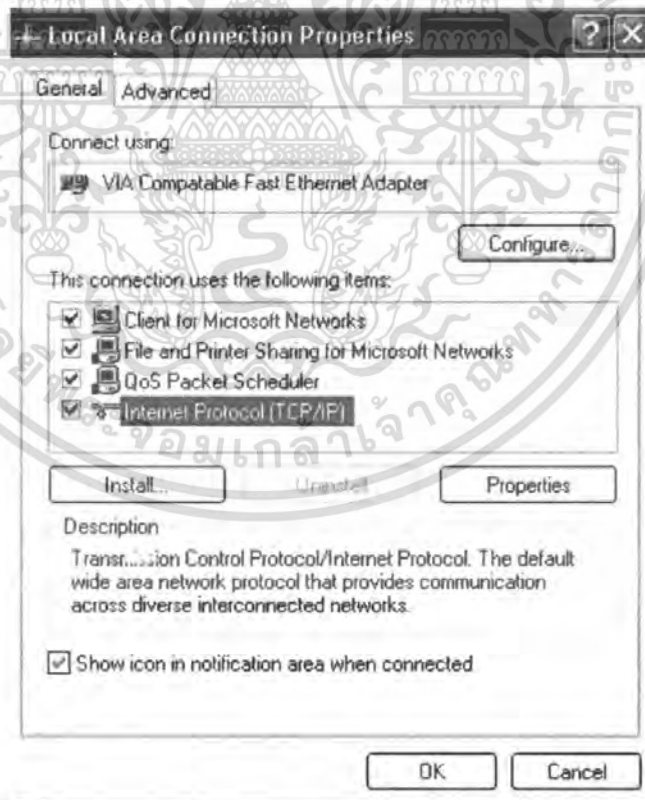 Local Area Connection Properties
General
Advanced
Connect using:
VIA Compatable Fast Ethernet Adapter
Configure...
This connection uses the following items:
Client for Microsoft Networks
File and Printer Sharing for Microsoft Networks
QoS Packet Scheduler
Internet Protocol (TCP/IP)
Install...
Uninstall
Properties
Description
Control Protocol/Internet Protocol. The default
wide area network protocol that provides communication
across diverse interconnected networks.
Show icon in notification area when connected
OK
Cancel